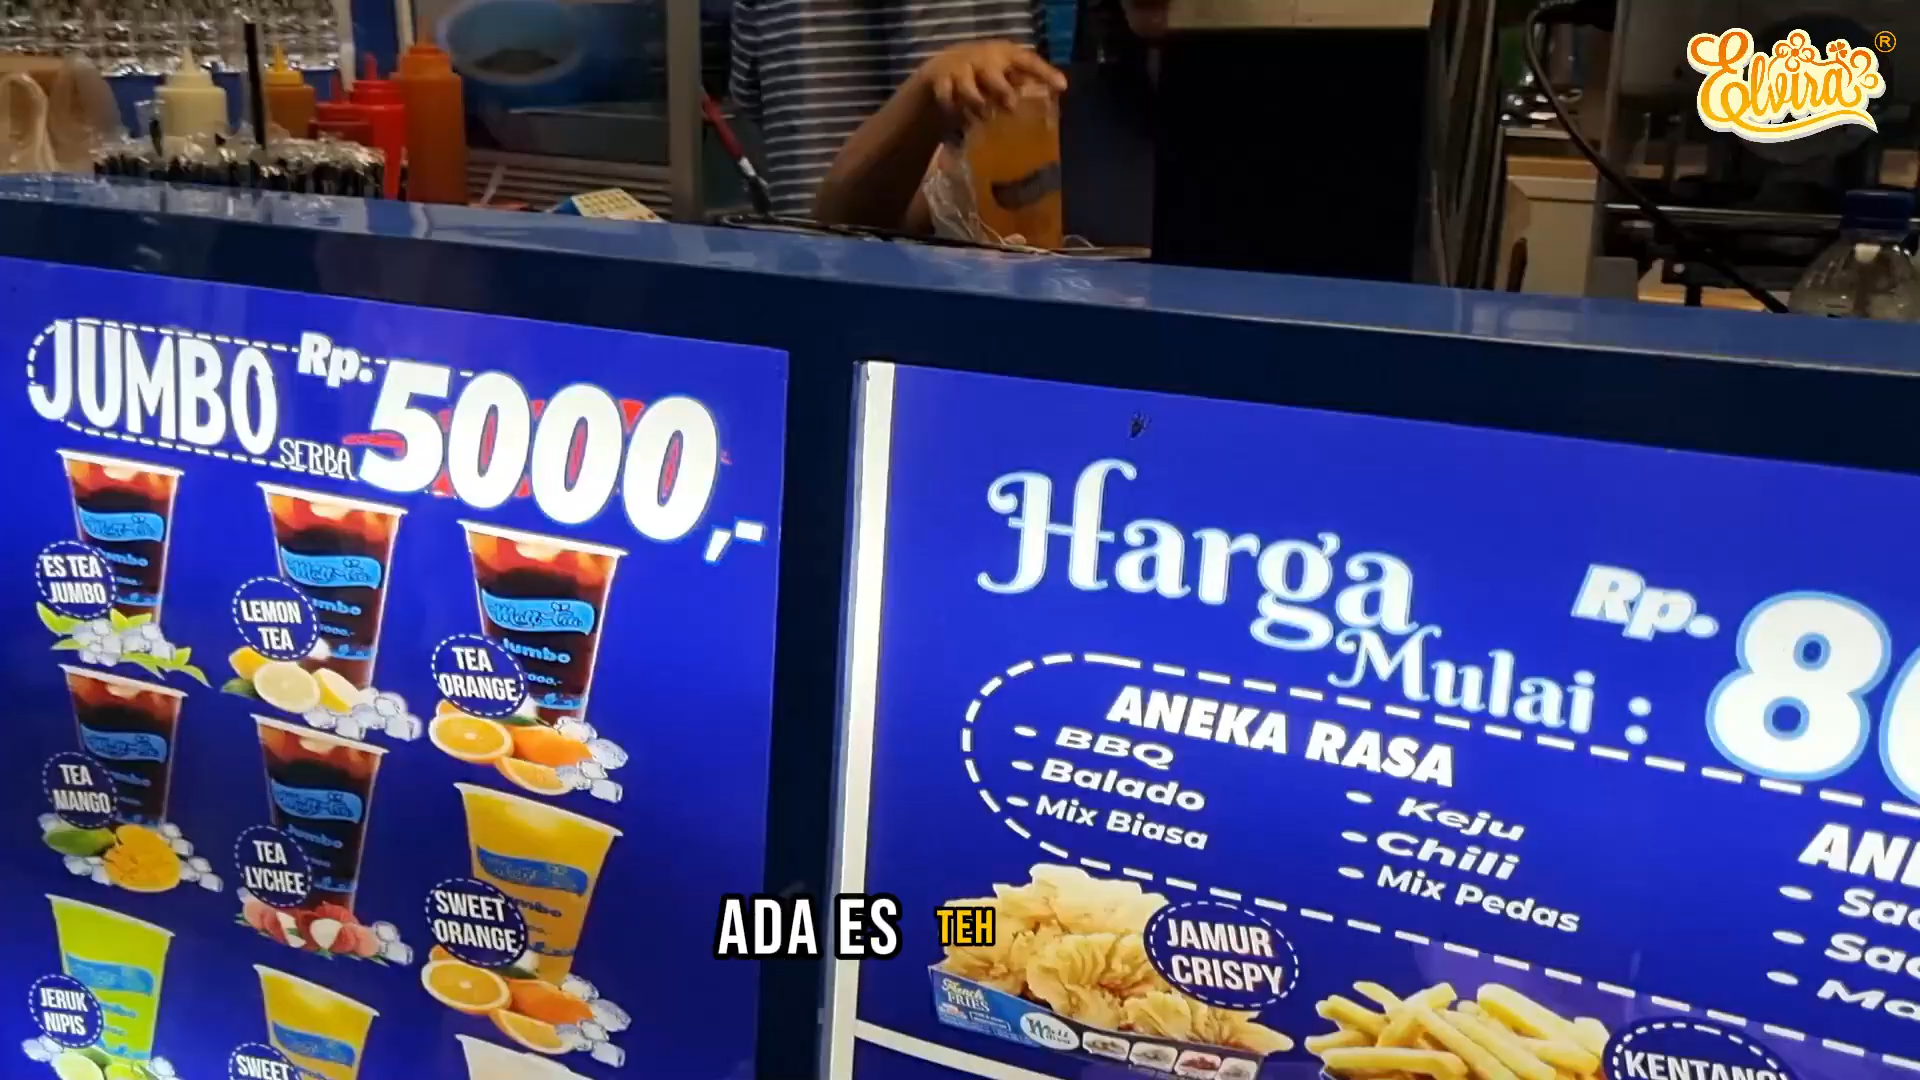 Elvira®
JUMBO
SERBA
Rp. 5000,-
ES TEA
JUMBO
LEMON
TEA
TEA
ORANGE
TEA
MANGO
TEA
LYCHEE
SWEET
ORANGE
JERUK
NIPIS
SWEET
Harga
Mulai :
Rp.
ANEKA RASA
- BBQ
- Balado
- Mix Biasa
- Keju
- Chili
- Mix Pedas
JAMUR
CRISPY
French
FRIES
ADA ES TEH